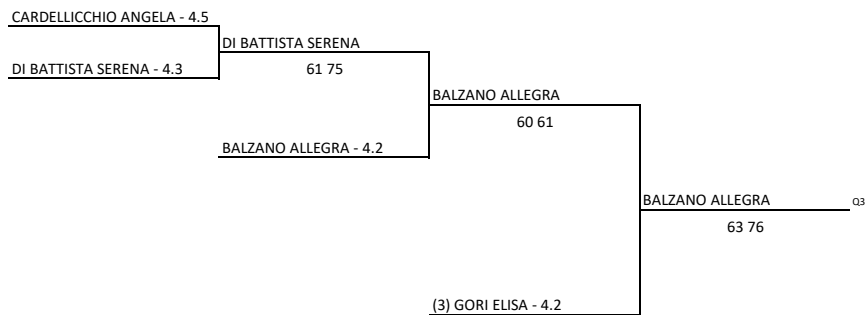 CARDELLICCHIO ANGELA - 4.5
DI BATTISTA SERENA
DI BATTISTA SERENA - 4.3
61 75
BALZANO ALLEGRA
60 61
BALZANO ALLEGRA - 4.2
BALZANO ALLEGRA
Q3
63 76
(3) GORI ELISA - 4.2